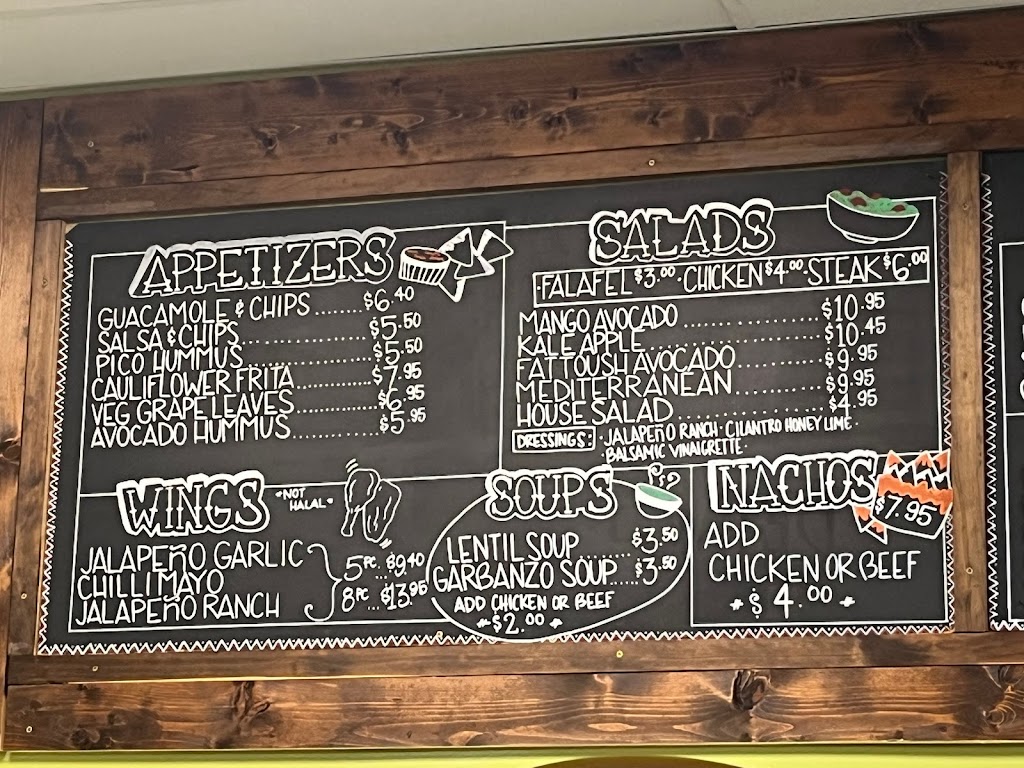 APPETIZERS
GUACAMOLE & CHIPS ........ $6.40
SALSA & CHIPS ................. $5.50
PICO HUMMUS ................. $5.50
CAULIFLOWER FRITA ............ $7.95
VEG GRAPE LEAVES ............ $6.95
AVOCADO HUMMUS ............ $5.95
SALADS
·FALAFEL $3.00 · CHICKEN $4.00 · STEAK $6.00
MANGO AVOCADO .................. $10.95
KALE APPLE .................. $10.45
FATTOUSH AVOCADO ............ $9.95
MEDITERRANEAN ............ $9.95
HOUSE SALAD .................. $4.95
DRESSINGS: · JALAPEñO RANCH · CILANTRO HONEY LIME ·
· BALSAMIC VINAIGRETTE ·
WINGS
*NOT
HALAL*
JALAPEñO GARLIC
CHILLI MAYO
JALAPEñO RANCH
5PC ... $9.40
8PC ... $13.95
SOUPS
LENTIL SOUP ........ $3.50
GARBANZO SOUP ..... $3.50
ADD CHICKEN OR BEEF
$2.00
NACHOS
$7.95
ADD
CHICKEN OR BEEF
$4.00